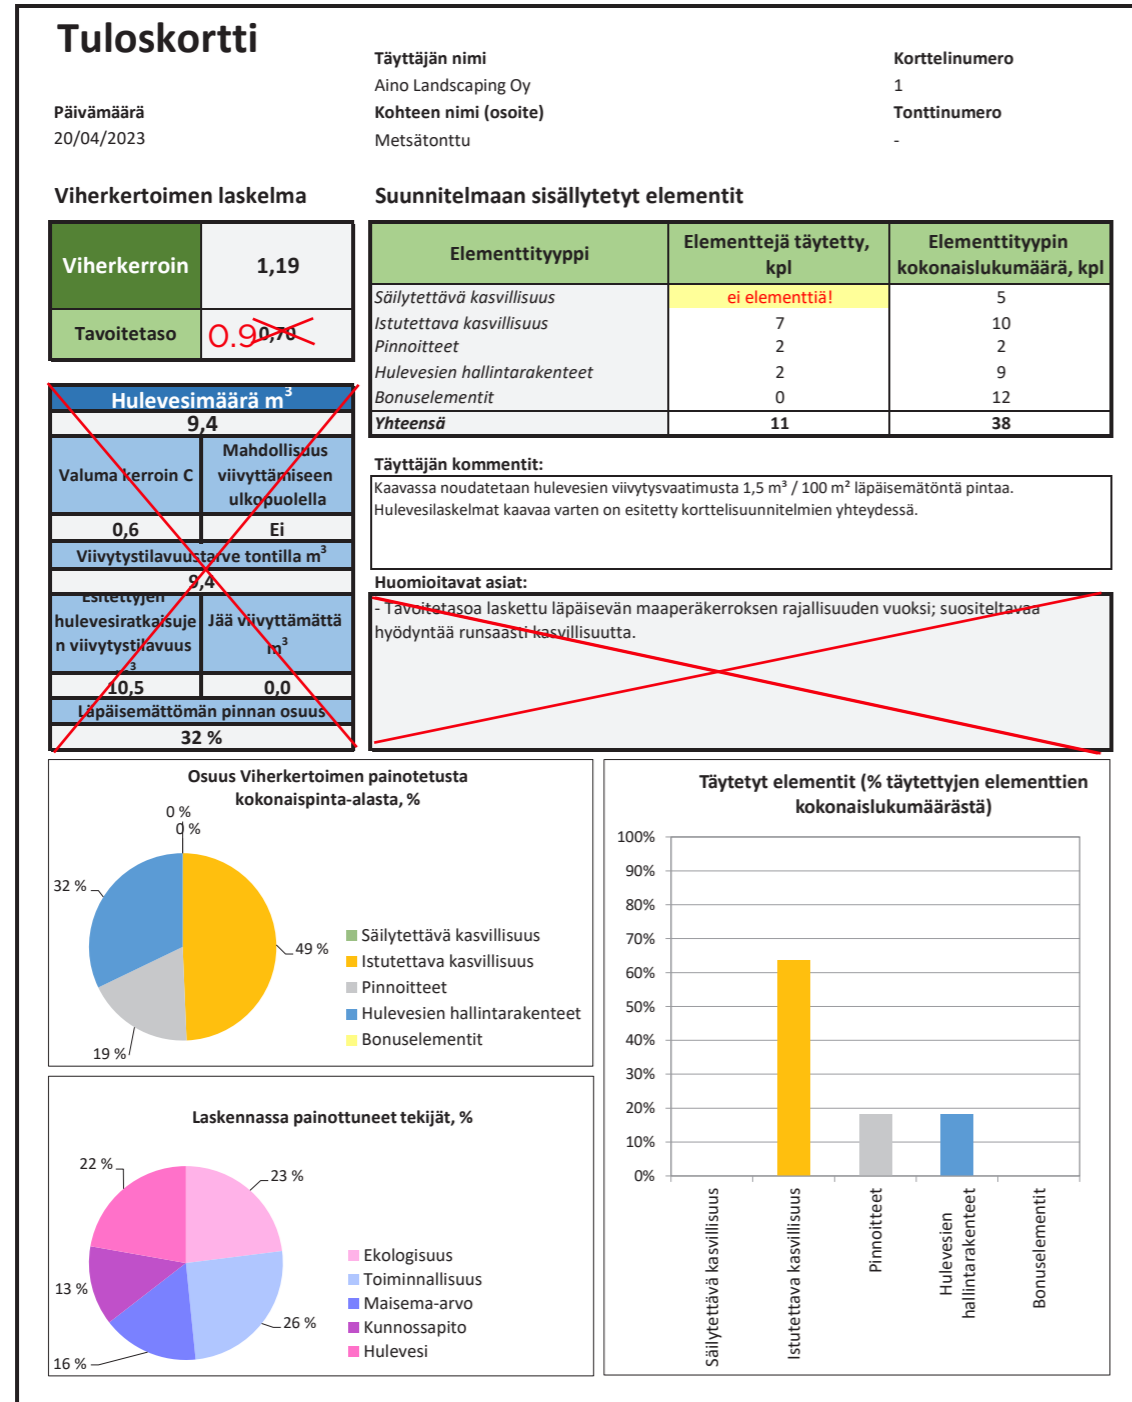 Tuloskortti
Täyttäjän nimi
Korttelinumero
Aino Landscaping Oy
1
Päivämäärä
Kohteen nimi (osoite)
Tonttinumero
20/04/2023
Metsätonttu
-
Viherkertoimen laskelma
Viherkerroin
1,19
Tavoitetaso
0.9
0,70
Suunnitelmaan sisällytetyt elementit
Elementtityyppi
Elementtejä täytetty,
kpl
Elementtityypin
kokonaislukumäärä, kpl
Säilytettävä kasvillisuus
ei elementtiä!
5
Istutettava kasvillisuus
7
10
Pinnoitteet
2
2
Hulevesien hallintarakenteet
2
9
Bonuselementit
0
12
Yhteensä
11
38
Hulevesimäärä m³
9,4
Valuma kerroin C
Mahdollisuus
viivyttämiseen
ulkopuolella
0,6
Ei
Viivytystilavuustarve tontilla m³
9,4
Esitettyjen
hulevesiratkaisuje
n viivytystilavuus
³
Jää viivyttämättä
m³
10,5
0,0
Läpäisemättömän pinnan osuus
32 %
Täyttäjän kommentit:
Kaavassa noudatetaan hulevesien viivytysvaatimusta 1,5 m³ / 100 m² läpäisemätöntä pintaa.
Hulevesilaskelmat kaavaa varten on esitetty korttelisuunnitelmien yhteydessä.
Huomioitavat asiat:
- Tavoitetasoa laskettu läpäisevän maaperäkerroksen rajallisuuden vuoksi; suositeltavaa
hyödyntää runsaasti kasvillisuutta.
Osuus Viherkertoimen painotetusta
kokonaispinta-alasta, %
0 %
0 %
32 %
49 %
19 %
Säilytettävä kasvillisuus
Istutettava kasvillisuus
Pinnoitteet
Hulevesien hallintarakenteet
Bonuselementit
Laskennassa painottuneet tekijät, %
22 %
23 %
13 %
26 %
16 %
Ekologisuus
Toiminnallisuus
Maisema-arvo
Kunnossapito
Hulevesi
Täytetyt elementit (% täytettyjen elementtien
kokonaislukumäärästä)
100%
90%
80%
70%
60%
50%
40%
30%
20%
10%
0%
Säilytettävä kasvillisuus
Istutettava kasvillisuus
Pinnoitteet
Hulevesien
hallintarakenteet
Bonuselementit